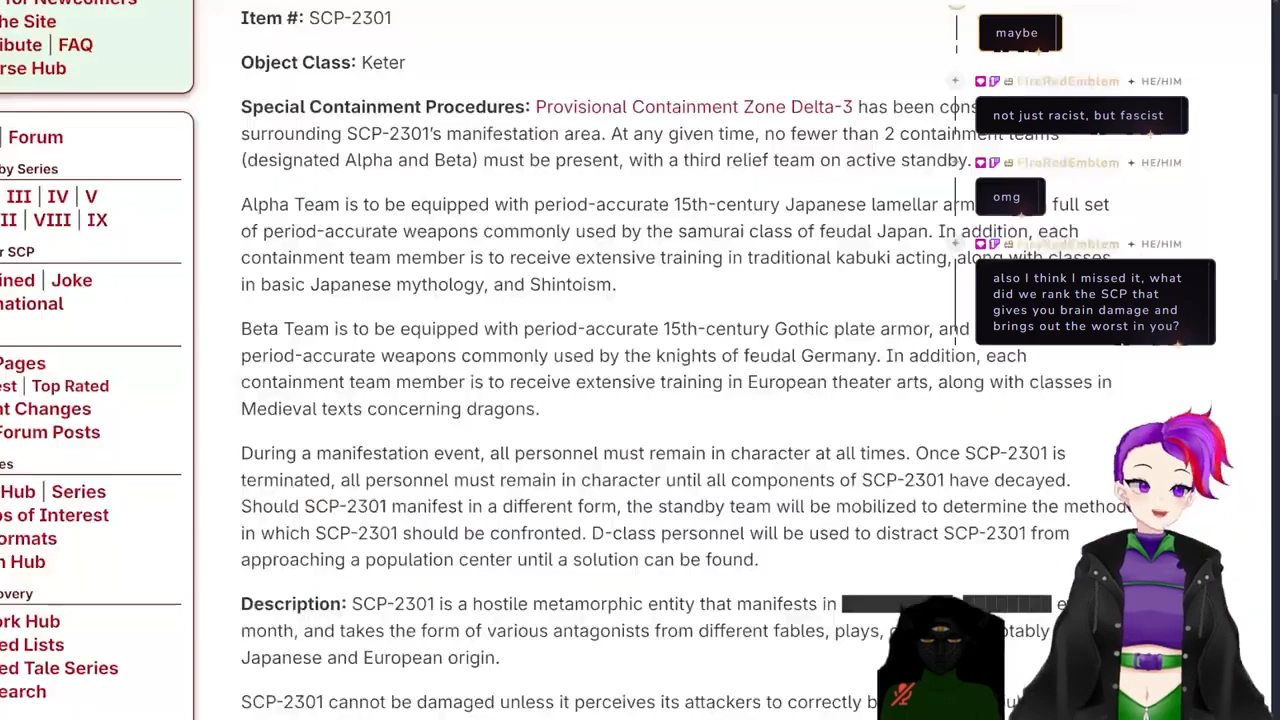 for Newcomers
he Site
ibute | FAQ
rse Hub
| Forum
by Series
III | IV | V
II | VIII | IX
r SCP
ined | Joke
national
Pages
est | Top Rated
nt Changes
Forum Posts
es
Hub | Series
os of Interest
ormats
n Hub
overy
ork Hub
ed Lists
ed Tale Series
earch
Item #: SCP-2301
Object Class: Keter
Special Containment Procedures: Provisional Containment Zone Delta-3 has been cons
surrounding SCP-2301's manifestation area. At any given time, no fewer than 2 containment teams
(designated Alpha and Beta) must be present, with a third relief team on active standby.
Alpha Team is to be equipped with period-accurate 15th-century Japanese lamellar arm full set
of period-accurate weapons commonly used by the samurai class of feudal Japan. In addition, each
containment team member is to receive extensive training in traditional kabuki acting, along with classes
in basic Japanese mythology, and Shintoism.
Beta Team is to be equipped with period-accurate 15th-century Gothic plate armor, and
period-accurate weapons commonly used by the knights of feudal Germany. In addition, each
containment team member is to receive extensive training in European theater arts, along with classes in
Medieval texts concerning dragons.
During a manifestation event, all personnel must remain in character at all times. Once SCP-2301 is
terminated, all personnel must remain in character until all components of SCP-2301 have decayed.
Should SCP-2301 manifest in a different form, the standby team will be mobilized to determine the method
in which SCP-2301 should be confronted. D-class personnel will be used to distract SCP-2301 from
approaching a population center until a solution can be found.
Description: SCP-2301 is a hostile metamorphic entity that manifests in
month, and takes the form of various antagonists from different fables, plays,
Japanese and European origin.
SCP-2301 cannot be damaged unless it perceives its attackers to correctly b
maybe
FireRedEmblem + HE/HIM
not just racist, but fascist
FireRedEmblem + HE/HIM
omg
FireRedEmblem + HE/HIM
also I think I missed it, what
did we rank the SCP that
gives you brain damage and
brings out the worst in you?